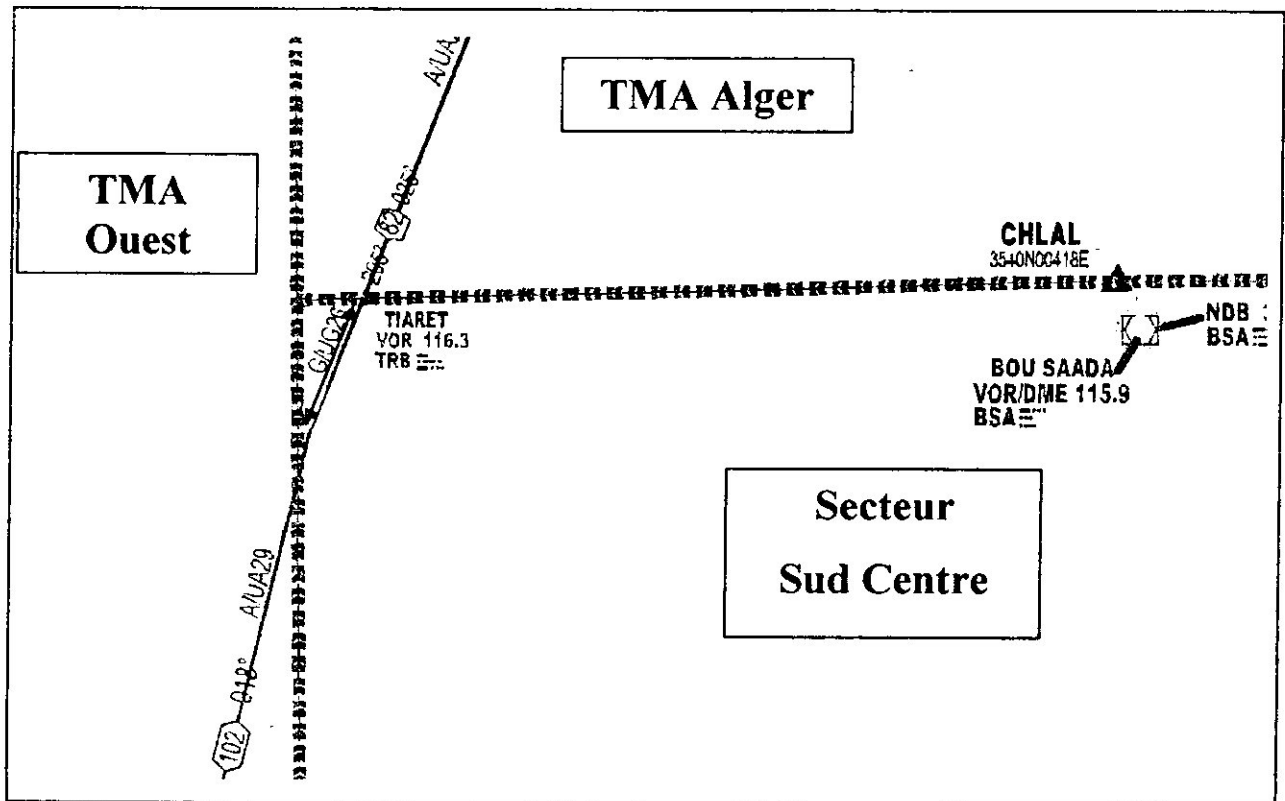 TMA Alger
TMA
Ouest
A/UA
82
CHLAL
3540N00418E
TIARET
VOR 116.3
TRB
NDB
BSA
BOU SAADA
VOR/DME 115.9
BSA
Secteur
Sud Centre
A/UA29
018°
102